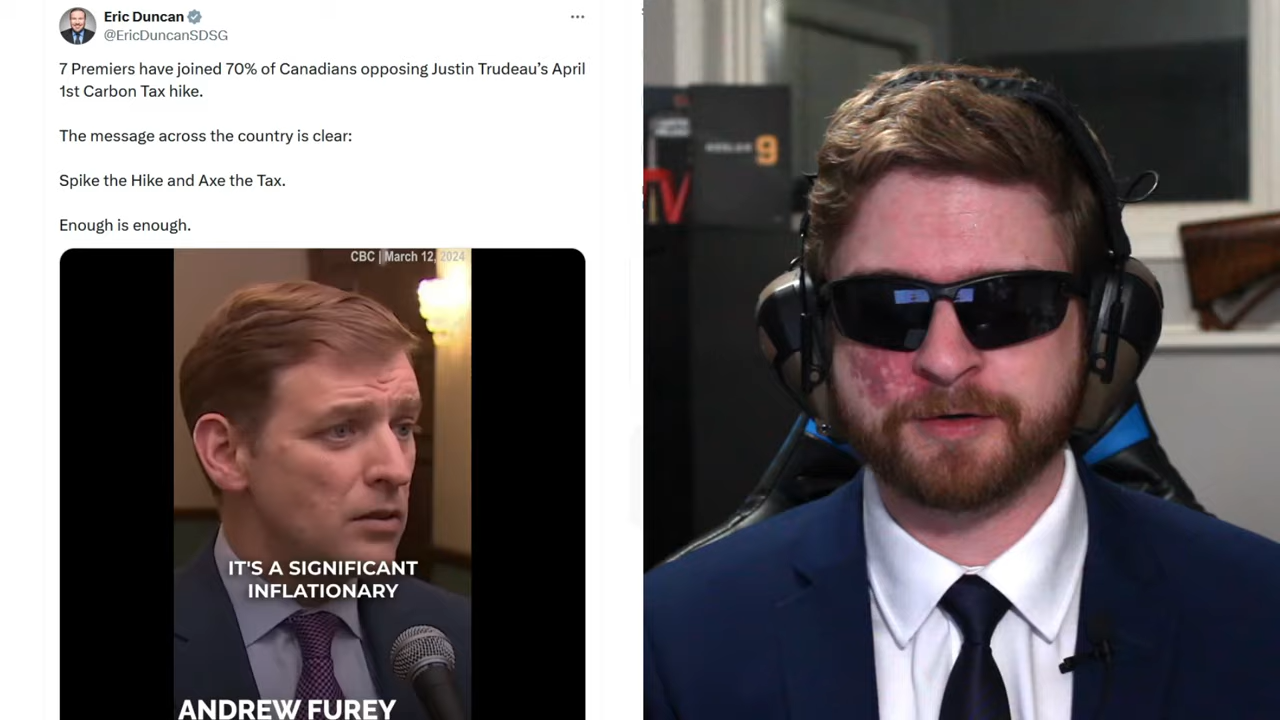 Eric Duncan
@EricDuncanSDSG
7 Premiers have joined 70% of Canadians opposing Justin Trudeau's April
1st Carbon Tax hike.
The message across the country is clear:
Spike the Hike and Axe the Tax.
Enough is enough.
CBC | March 12, 2024
IT'S A SIGNIFICANT
INFLATIONARY
ANDREW FUREY
TV
9